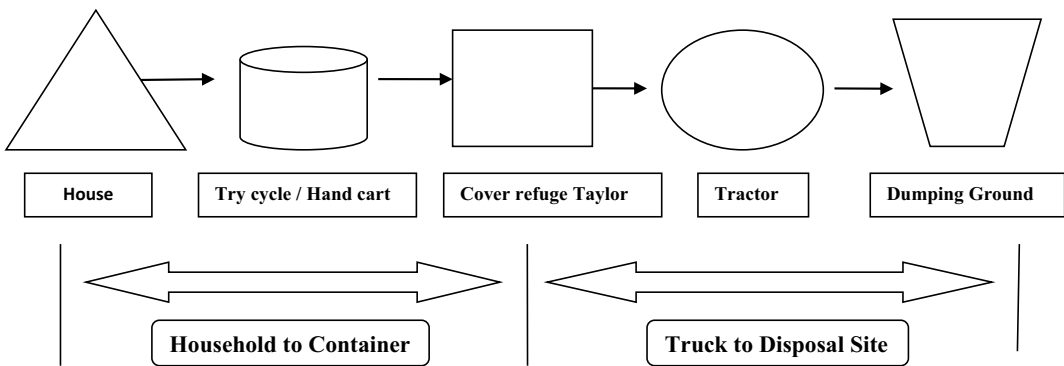 House
Try cycle / Hand cart
Cover refuge Taylor
Tractor
Dumping Ground
Household to Container
Truck to Disposal Site